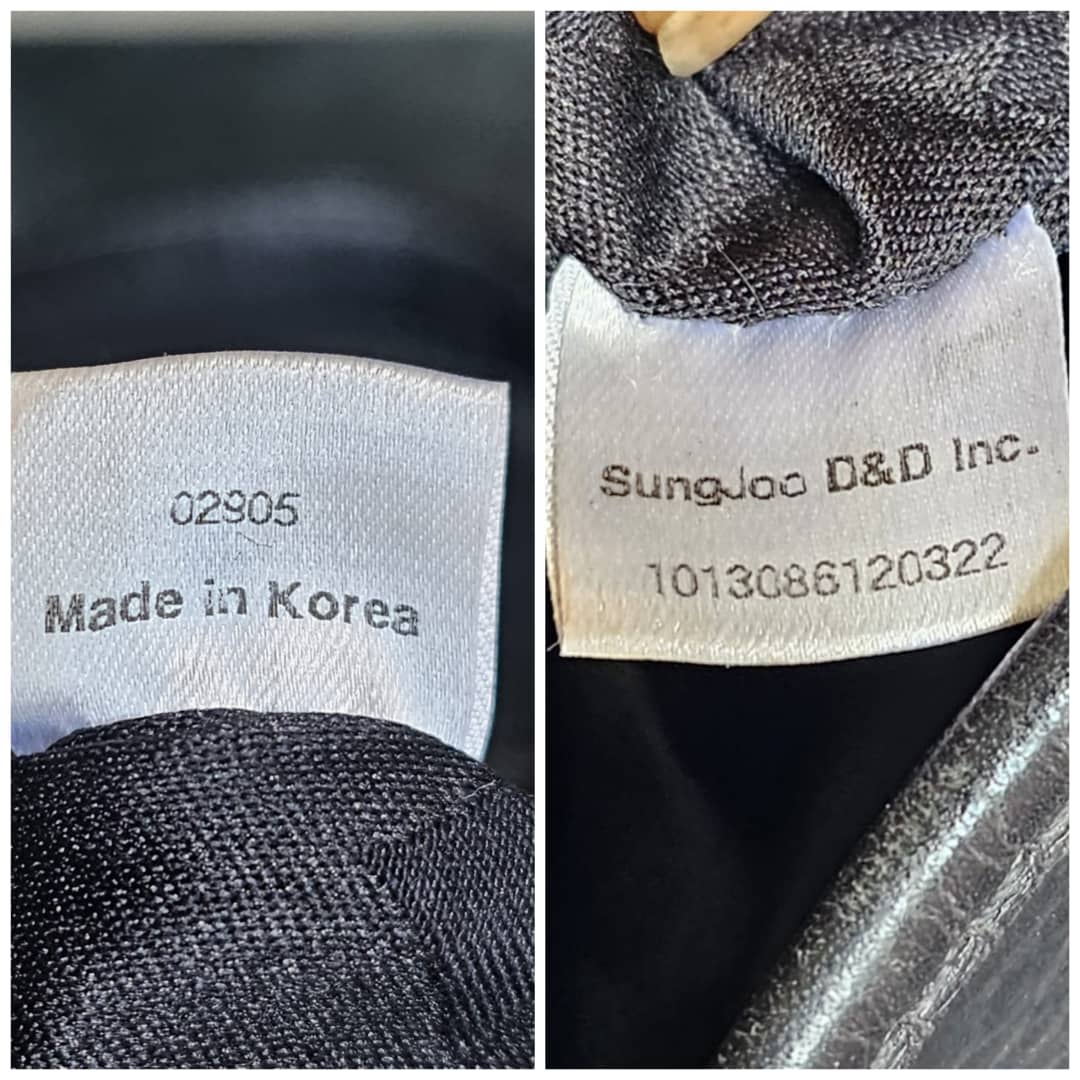 02905
Made in Korea
SungJoo D&D Inc.
1013086120322